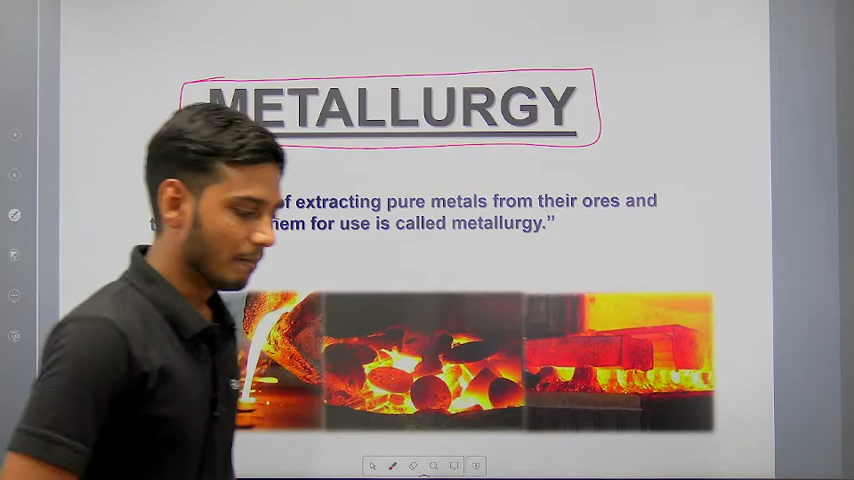 METALLURGY
of extracting pure metals from their ores and
hem for use is called metallurgy.”